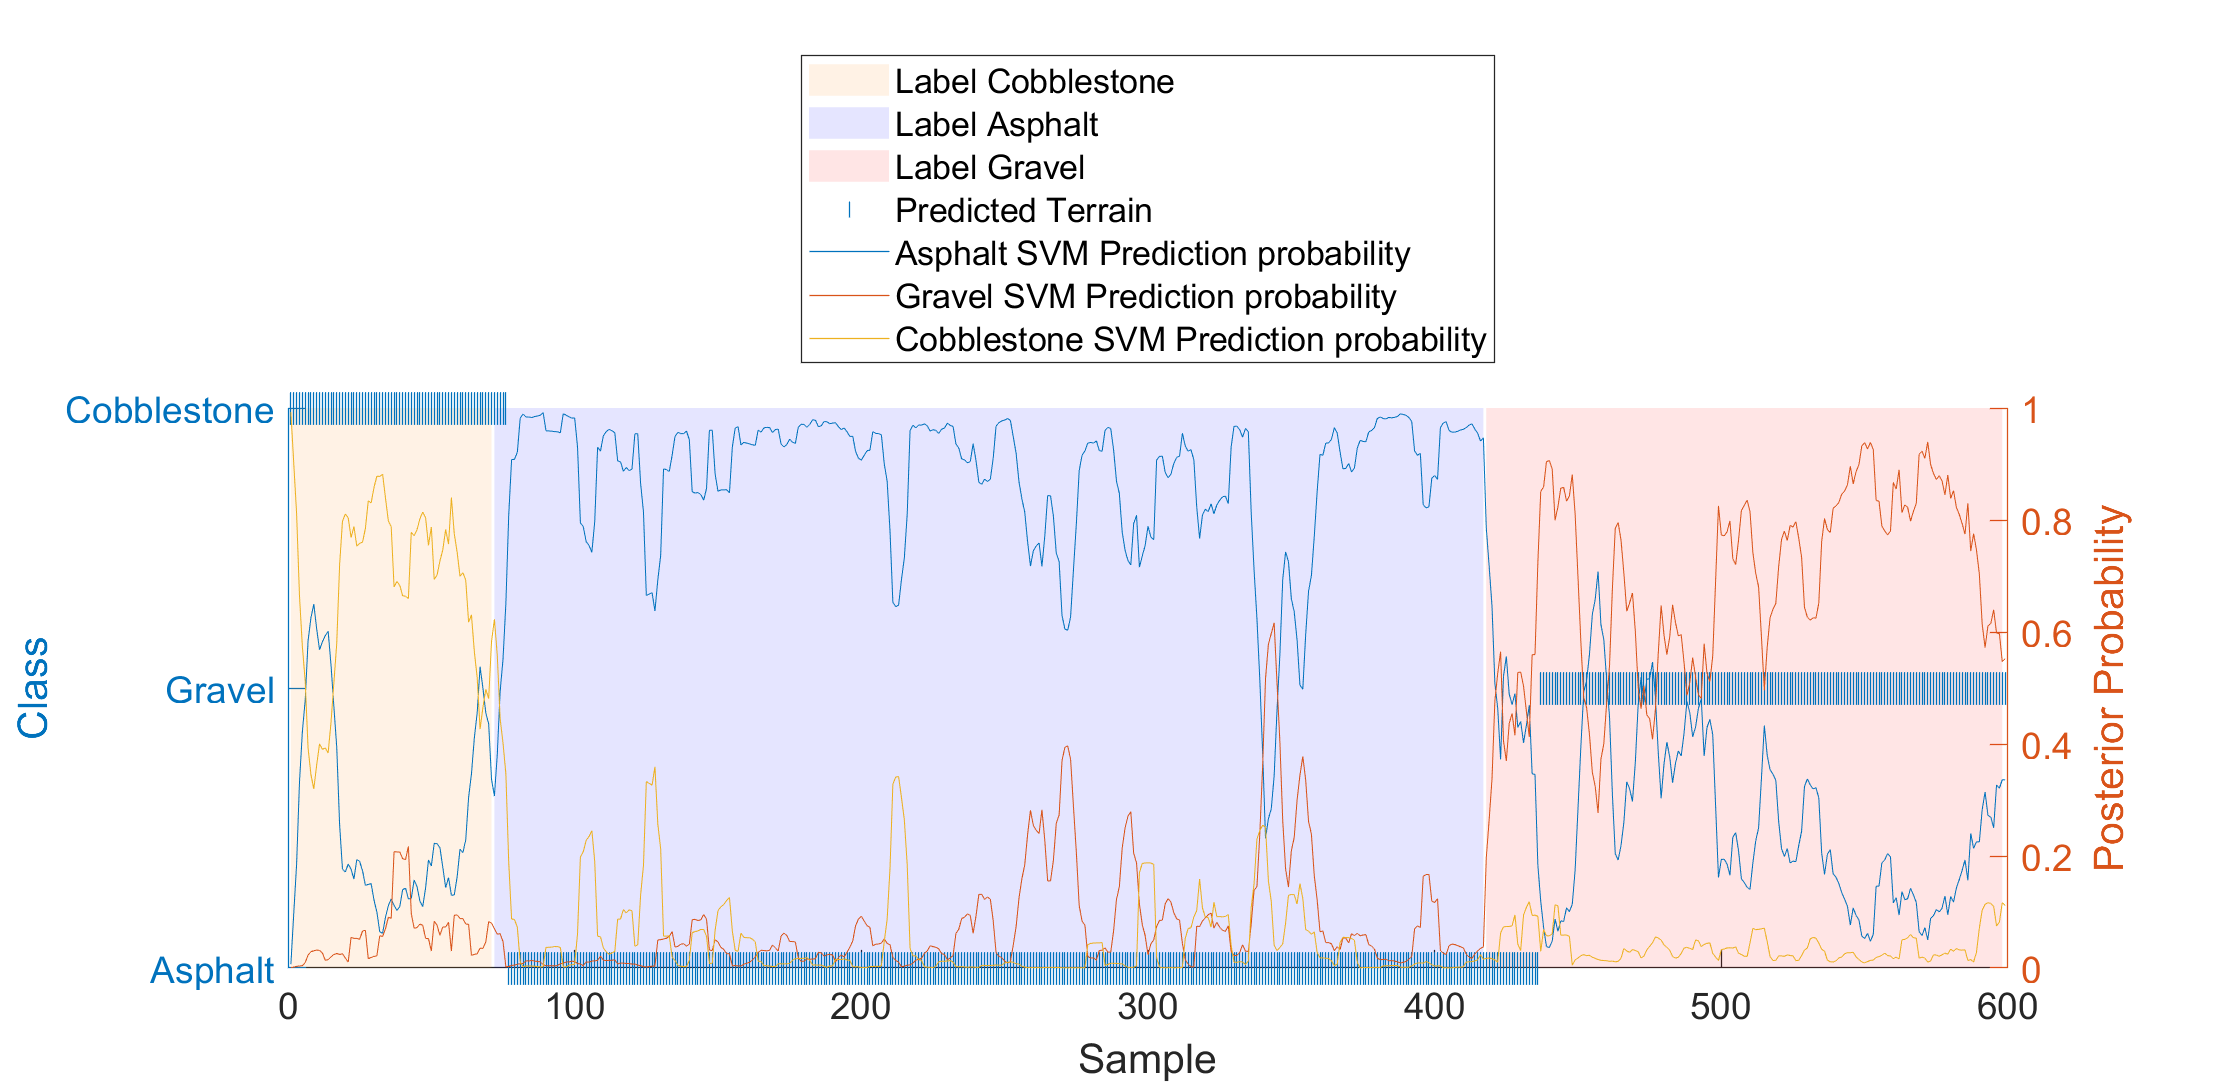 Label Cobblestone
Label Asphalt
Label Gravel
Predicted Terrain
Asphalt SVM Prediction probability
Gravel SVM Prediction probability
Cobblestone SVM Prediction probability
Cobblestone
Gravel
Asphalt
Class
1
0.8
0.6
0.4
0.2
0
Posterior Probability
0 100 200 300 400 500 600
Sample